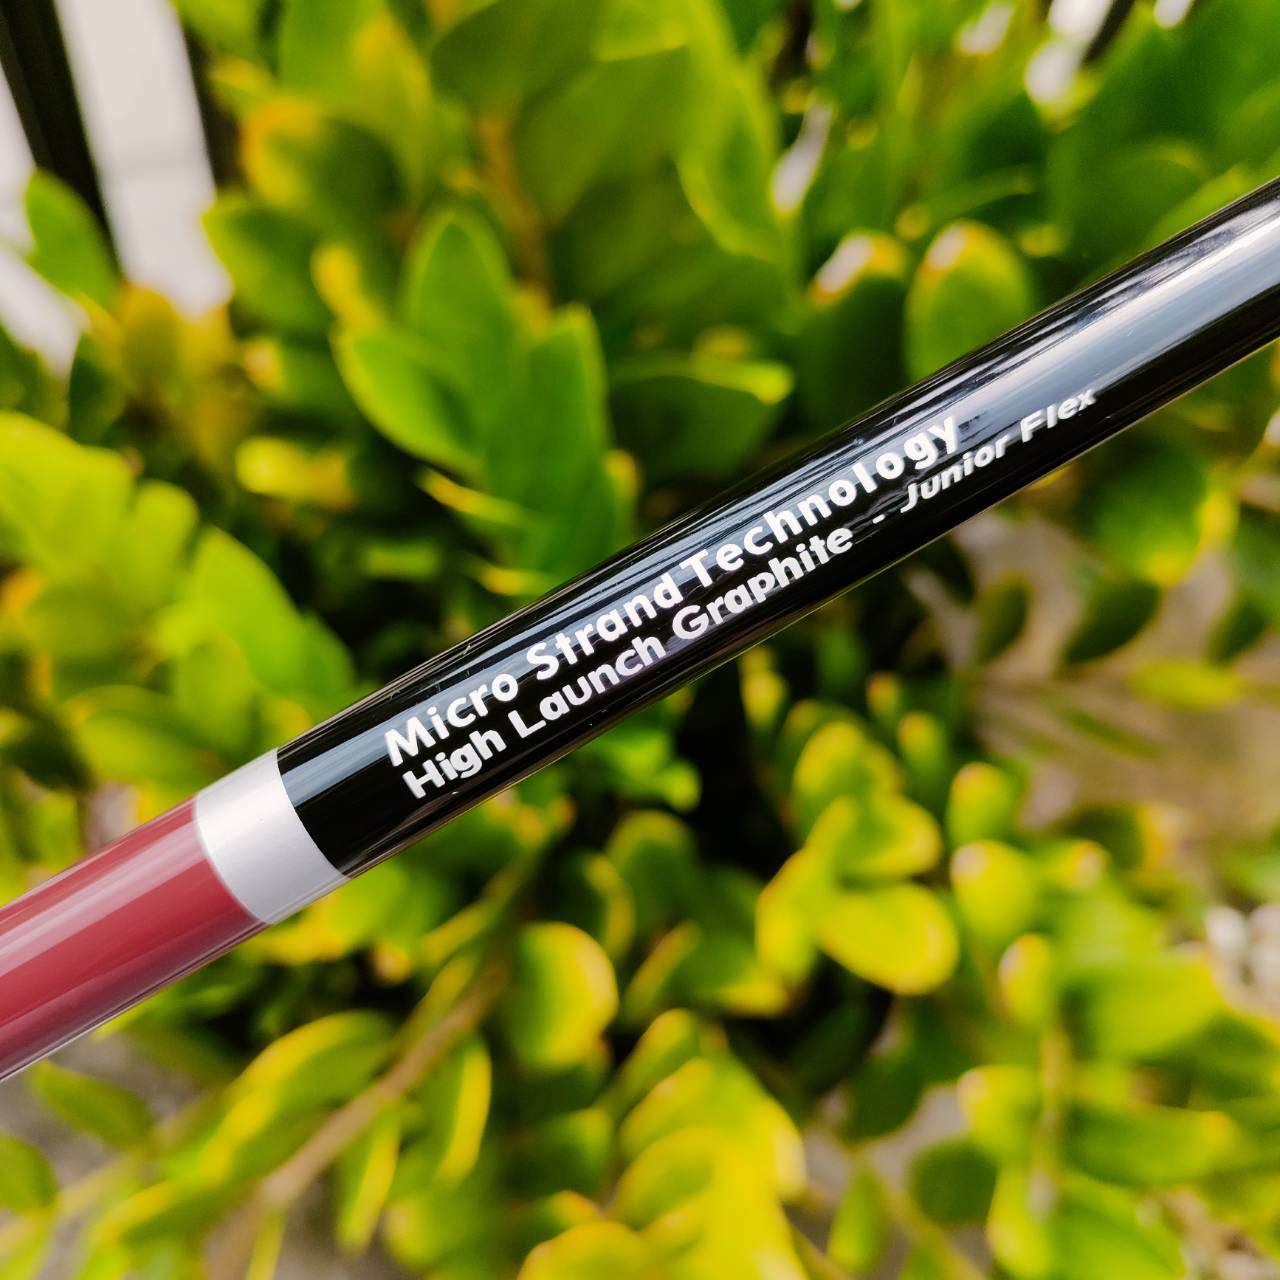 Micro Strand Technology
High Launch Graphite - Junior Flex